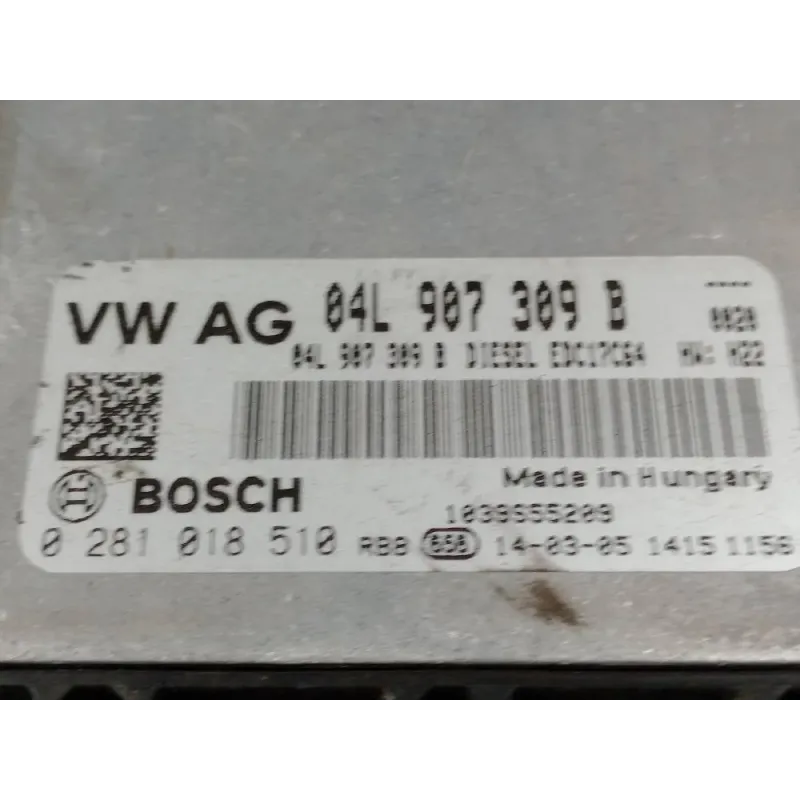 VW AG 04L 907 309 B ----
0020
04L 907 309 B DIESEL EDC17C64 HW: H22
Made in Hungary
BOSCH
1039S55209
0 281 018 510 RB8 14-03-05 1415 1156